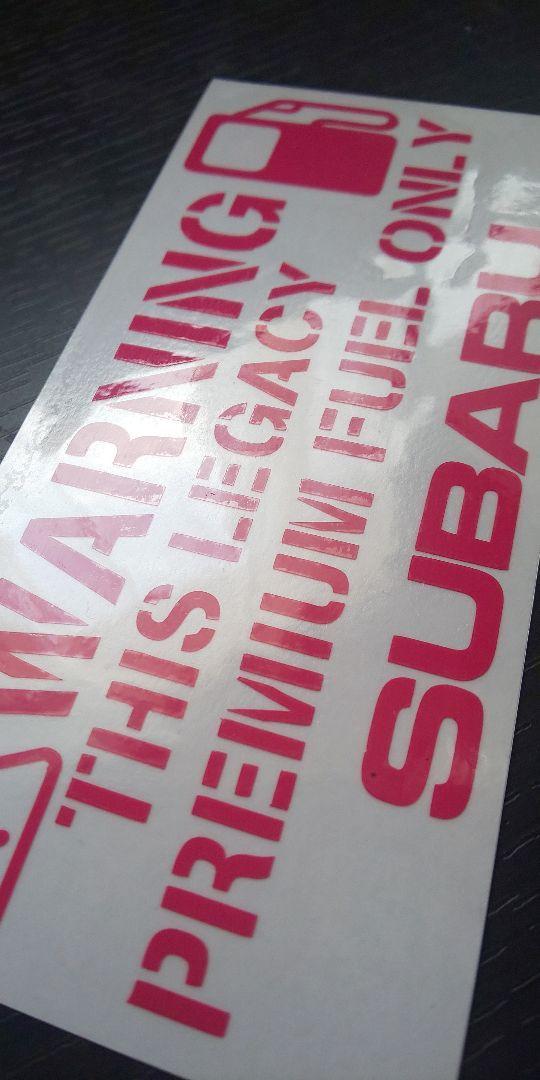 WARNING
THIS LEGACY
PREMIUM FUEL ONLY
SUBARU